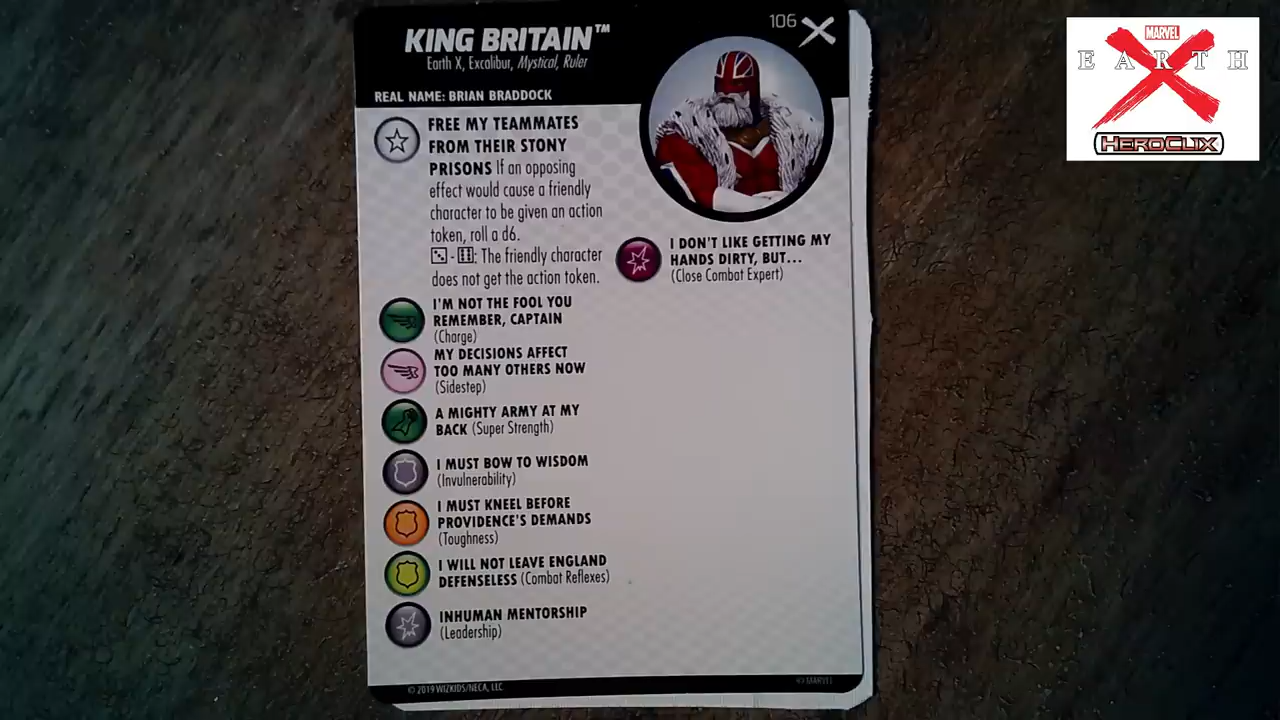 KING BRITAIN™
106
Earth X, Excalibur, Mystical, Ruler
REAL NAME: BRIAN BRADDOCK
FREE MY TEAMMATES
FROM THEIR STONY
PRISONS If an opposing
effect would cause a friendly
character to be given an action
token, roll a d6.
⚂ - ⚅: The friendly character
does not get the action token.
I'M NOT THE FOOL YOU
REMEMBER, CAPTAIN
(Charge)
MY DECISIONS AFFECT
TOO MANY OTHERS NOW
(Sidestep)
A MIGHTY ARMY AT MY
BACK (Super Strength)
I MUST BOW TO WISDOM
(Invulnerability)
I MUST KNEEL BEFORE
PROVIDENCE'S DEMANDS
(Toughness)
I WILL NOT LEAVE ENGLAND
DEFENSELESS (Combat Reflexes)
INHUMAN MENTORSHIP
(Leadership)
I DON'T LIKE GETTING MY
HANDS DIRTY, BUT...
(Close Combat Expert)
© 2019 WIZKIDS/NECA, LLC
© MARVEL
MARVEL
EARTH
X
HEROCLIX